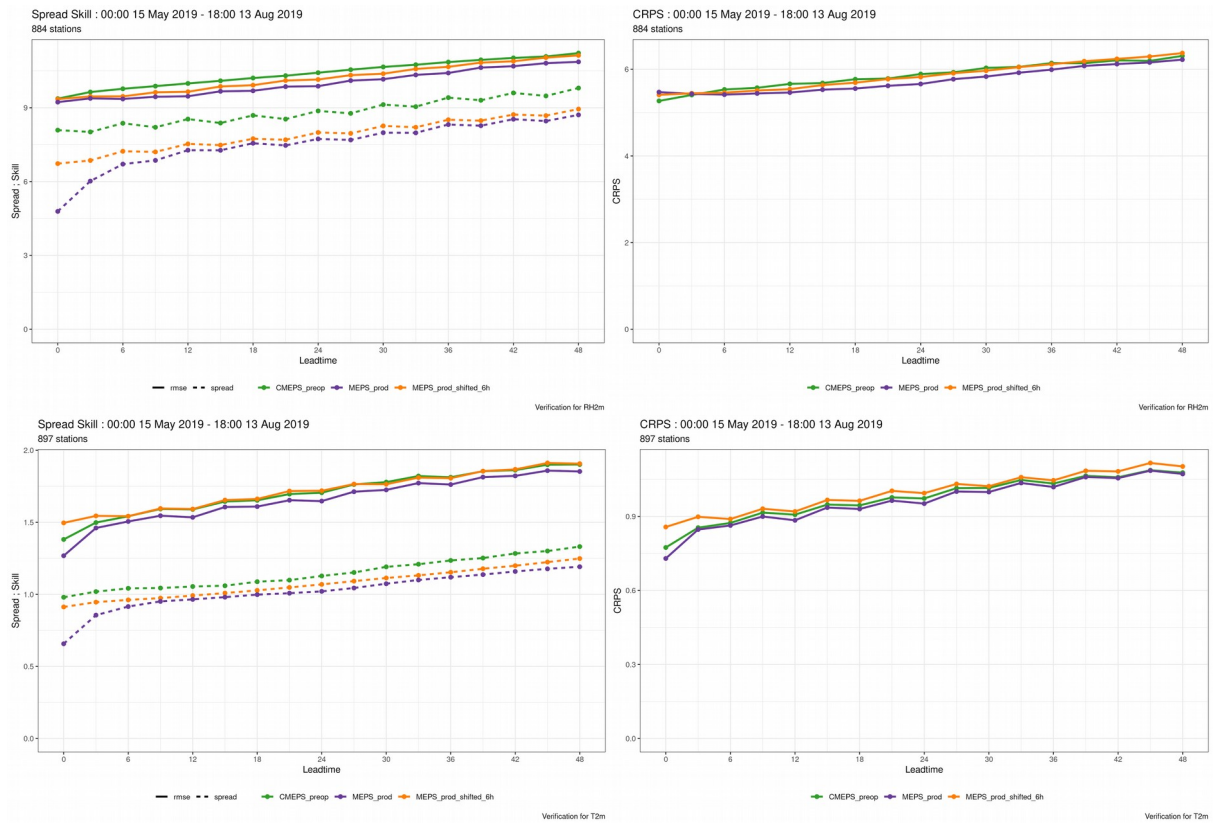 Spread Skill : 00:00 15 May 2019 - 18:00 13 Aug 2019
884 stations
9
6
3
0
Spread ; Skill
0 6 12 18 24 30 36 42 48
Leadtime
rmse spread CMEPS_preop MEPS_prod MEPS_prod_shifted_6h
Verification for RH2m
CRPS : 00:00 15 May 2019 - 18:00 13 Aug 2019
884 stations
6
4
2
0
CRPS
0 6 12 18 24 30 36 42 48
Leadtime
CMEPS_preop MEPS_prod MEPS_prod_shifted_6h
Verification for RH2m
Spread Skill : 00:00 15 May 2019 - 18:00 13 Aug 2019
897 stations
2.0
1.5
1.0
0.5
0.0
Spread ; Skill
0 6 12 18 24 30 36 42 48
Leadtime
rmse spread CMEPS_preop MEPS_prod MEPS_prod_shifted_6h
Verification for T2m
CRPS : 00:00 15 May 2019 - 18:00 13 Aug 2019
897 stations
0.9
0.6
0.3
0.0
CRPS
0 6 12 18 24 30 36 42 48
Leadtime
CMEPS_preop MEPS_prod MEPS_prod_shifted_6h
Verification for T2m